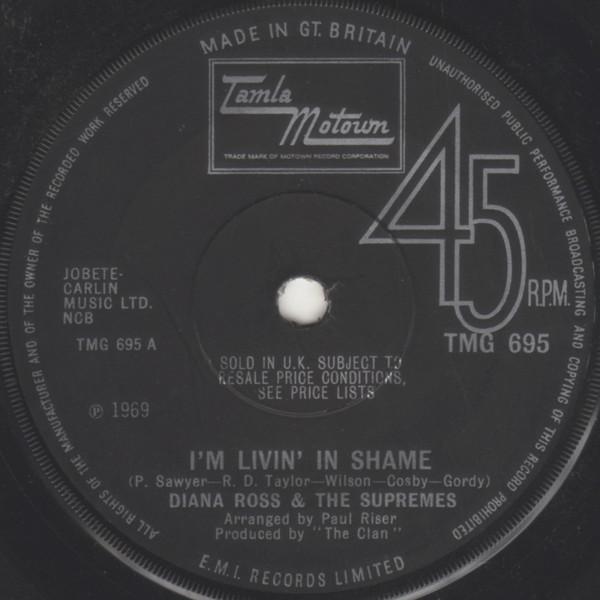 MADE IN GT. BRITAIN
UNAUTHORISED PUBLIC PERFORMANCE BROADCASTING AND COPYING OF THIS RECORD PROHIBITED
ALL RIGHTS OF THE MANUFACTURER AND OF THE OWNER OF THE RECORDED WORK RESERVED
Tamla
Motown
TRADE MARK OF MOTOWN RECORD CORPORATION
45
R.P.M.
TMG 695
JOBETE-
CARLIN
MUSIC LTD.
NCB
TMG 695 A
℗ 1969
SOLD IN U.K. SUBJECT TO
RESALE PRICE CONDITIONS,
SEE PRICE LISTS
I'M LIVIN' IN SHAME
(P. Sawyer—R. D. Taylor—Wilson—Cosby—Gordy)
DIANA ROSS & THE SUPREMES
Arranged by Paul Riser
Produced by "The Clan"
E.M.I. RECORDS LIMITED